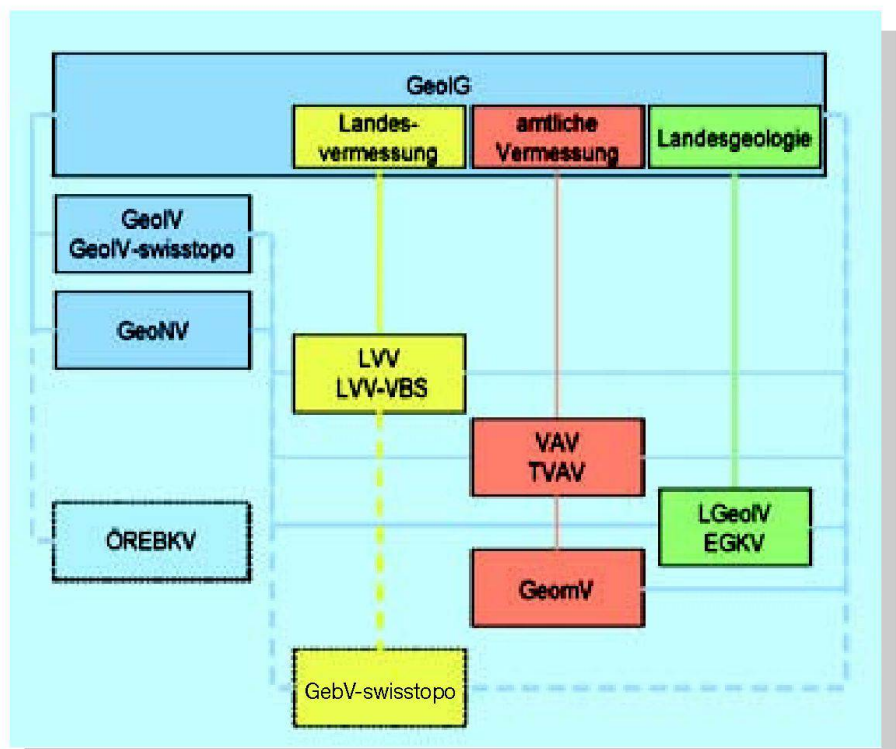 GeoIG
Landes-
vermessung
amtliche
Vermessung
Landesgeologie
GeoIV
GeoIV-swisstopo
GeoNV
LVV
LVV-VBS
VAV
TVAV
LGeoIV
EGKV
ÖREBKV
GeomV
GebV-swisstopo